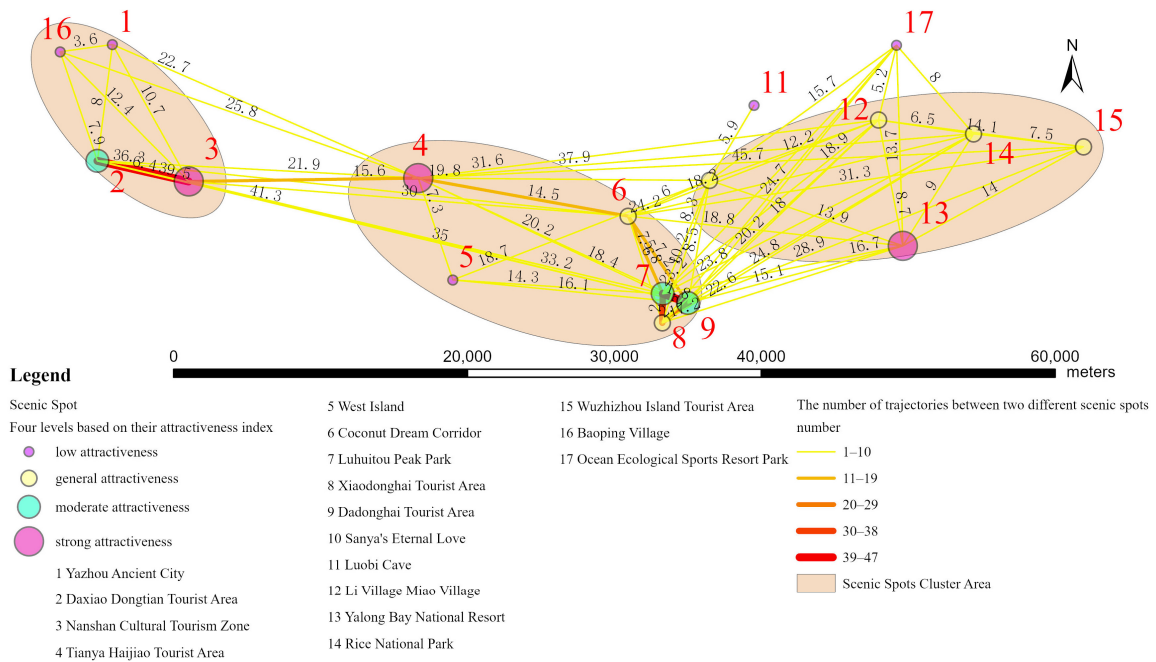 16
1
17
N
3.6
22.7
11
15.7
5.2
8
25.8
8
12.4
10.7
5.9
12
6.5
14.1
7.5
15
7.9
12.2
18.9
13.7
14
36.3
3
21.9
15.6
4
19.8
31.6
37.9
45.7
24.7
31.3
2
41.3
30
7.3
14.5
6
24.2
18.2
8.3
18
9
14
18.8
13.9
7.8
13
35
20.2
8.5
20.2
16.7
5
18.7
33.2
18.4
7
23.8
24.8
28.9
14.3
16.1
22.6
15.1
8
9
0
20,000
30,000
40,000
60,000
meters
Legend
Scenic Spot
Four levels based on their attractiveness index
low attractiveness
general attractiveness
moderate attractiveness
strong attractiveness
1 Yazhou Ancient City
2 Daxiao Dongtian Tourist Area
3 Nanshan Cultural Tourism Zone
4 Tianya Haijiao Tourist Area
5 West Island
6 Coconut Dream Corridor
7 Luhuitou Peak Park
8 Xiaodonghai Tourist Area
9 Dadonghai Tourist Area
10 Sanya's Eternal Love
11 Luobi Cave
12 Li Village Miao Village
13 Yalong Bay National Resort
14 Rice National Park
15 Wuzhizhou Island Tourist Area
16 Baoping Village
17 Ocean Ecological Sports Resort Park
The number of trajectories between two different scenic spots
number
1–10
11–19
20–29
30–38
39–47
Scenic Spots Cluster Area